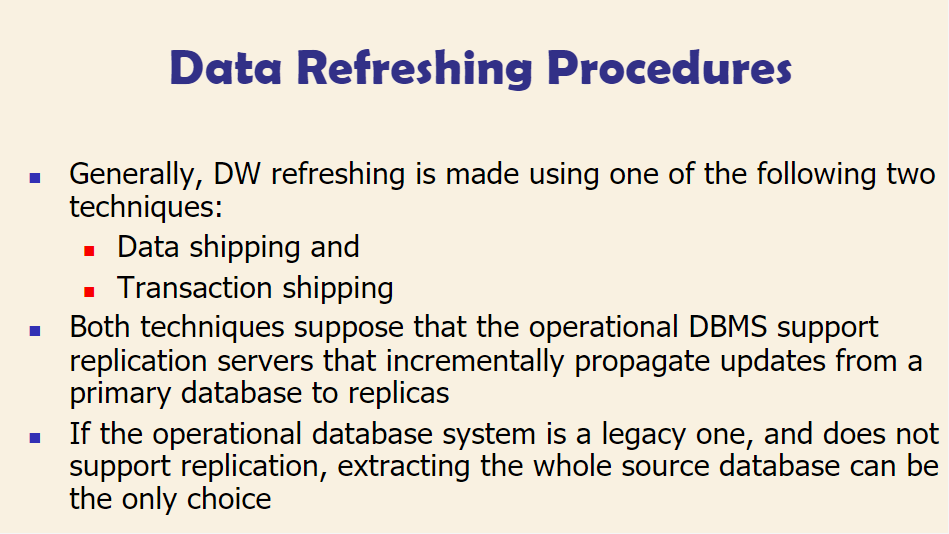 Data Refreshing Procedures
Generally, DW refreshing is made using one of the following two
techniques:
Data shipping and
Transaction shipping
Both techniques suppose that the operational DBMS support
replication servers that incrementally propagate updates from a
primary database to replicas
If the operational database system is a legacy one, and does not
support replication, extracting the whole source database can be
the only choice